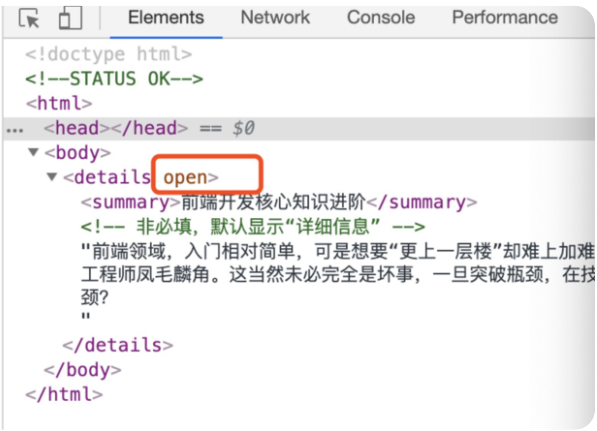 Elements Network Console Performance
<!doctype html>
<!--STATUS OK-->
<html>
... <head></head> == $0
▼<body>
▼<details open>
<summary>前端开发核心知识进阶</summary>
<!-- 非必填，默认显示“详细信息” -->
"前端领域，入门相对简单，可是想要“更上一层楼”却难上加难
工程师凤毛麟角。这当然未必完全是坏事，一旦突破瓶颈，在技
颈?
"
</details>
</body>
</html>